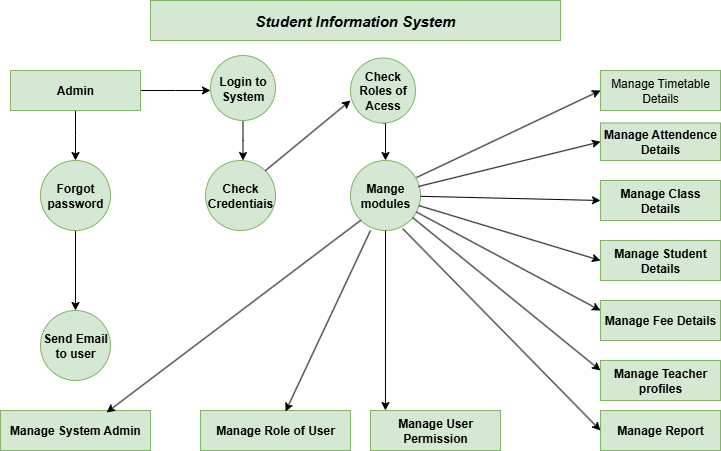 Student Information System
Admin
Login to
System
Check
Roles of
Acess
Manage Timetable
Details
Manage Attendence
Details
Forgot
password
Check
Credentiais
Mange
modules
Manage Class
Details
Manage Student
Details
Send Email
to user
Manage Fee Details
Manage Teacher
profiles
Manage System Admin
Manage Role of User
Manage User
Permission
Manage Report